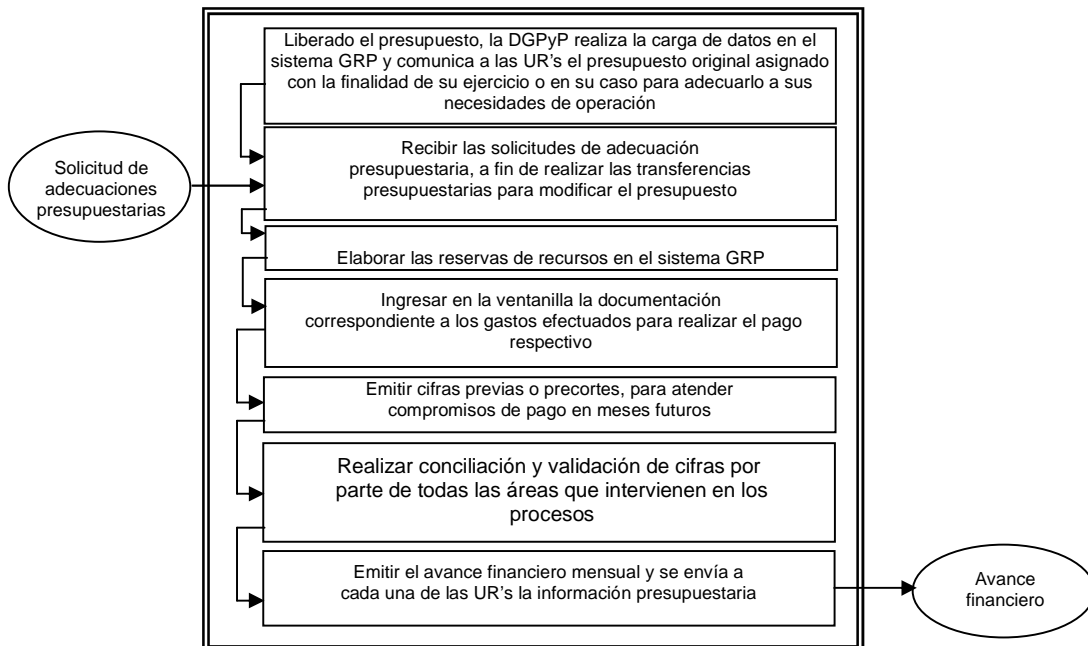 Liberado el presupuesto, la DGPyP realiza la carga de datos en el
sistema GRP y comunica a las UR's el presupuesto original asignado
con la finalidad de su ejercicio o en su caso para adecuarlo a sus
necesidades de operación
Solicitud de
adecuaciones
presupuestarias
Recibir las solicitudes de adecuación
presupuestaria, a fin de realizar las transferencias
presupuestarias para modificar el presupuesto
Elaborar las reservas de recursos en el sistema GRP
Ingresar en la ventanilla la documentación
correspondiente a los gastos efectuados para realizar el pago
respectivo
Emitir cifras previas o precortes, para atender
compromisos de pago en meses futuros
Realizar conciliación y validación de cifras por
parte de todas las áreas que intervienen en los
procesos
Emitir el avance financiero mensual y se envía a
cada una de las UR's la información presupuestaria
Avance
financiero